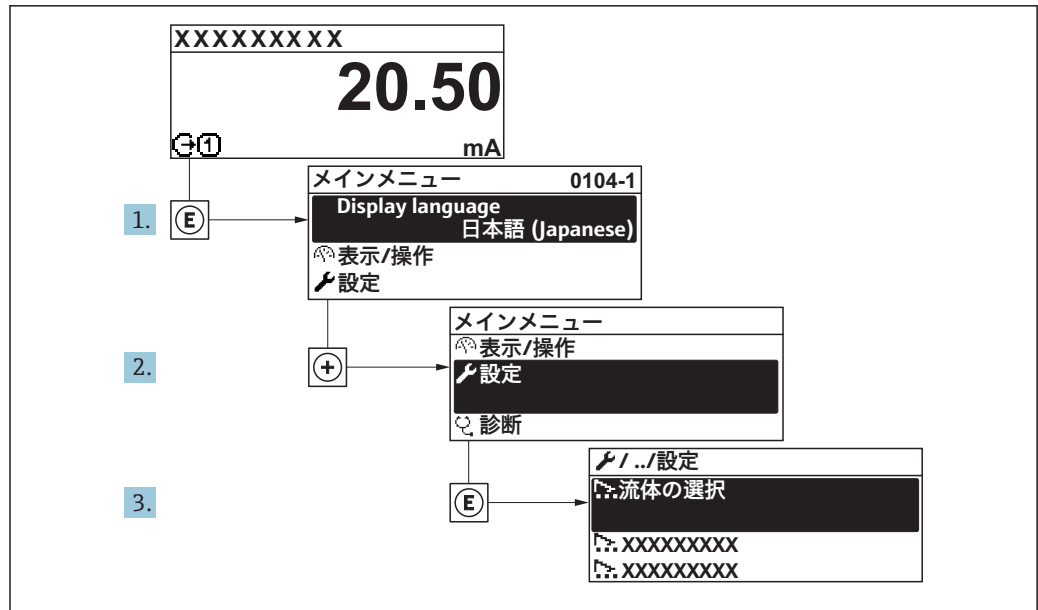 XXXXXXXXX
20.50
1
mA
1.
E
メインメニュー 0104-1
Display language
日本語 (Japanese)
表示/操作
設定
2.
+
メインメニュー
表示/操作
設定
診断
3.
E
/ ../設定
流体の選択
XXXXXXXXX
XXXXXXXXX